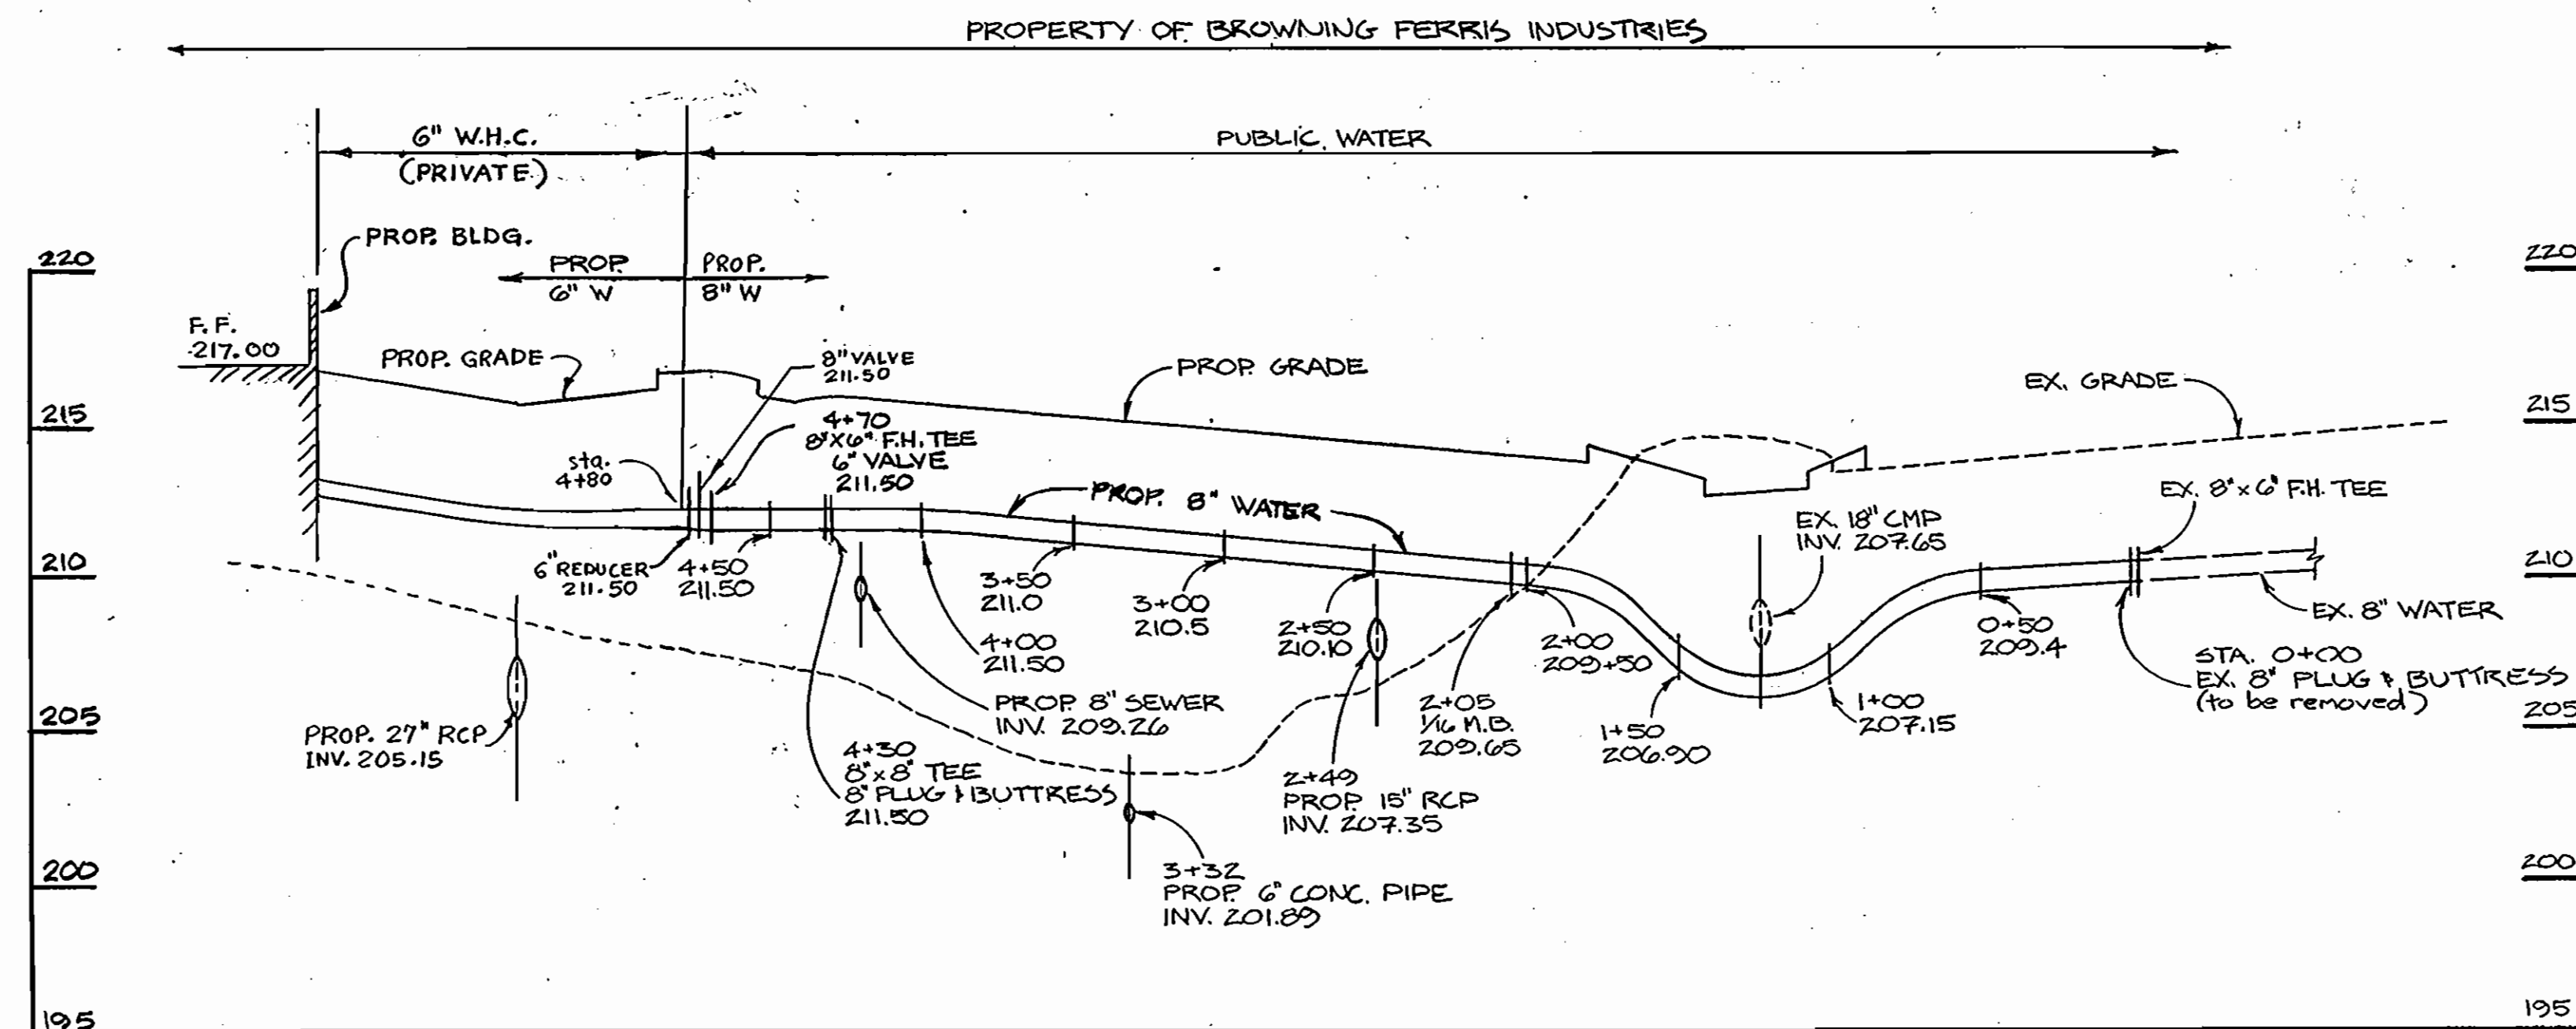 PROPERTY OF BROWNING FERRIS INDUSTRIES
6" W.H.C.
(PRIVATE)
PUBLIC WATER
PROP. BLDG.
220
220
PROP.
6" W
PROP.
8" W
F.F.
217.00
PROP. GRADE
8" VALVE
211.50
PROP. GRADE
EX. GRADE
215
215
4+70
8"X6" F.H. TEE
6" VALVE
211.50
sta.
4+80
PROP. 8" WATER
EX. 8"x6" F.H. TEE
EX. 18" CMP
INV. 207.65
210
210
6" REDUCER
211.50
4+50
211.50
3+50
211.0
3+00
210.5
2+50
210.10
4+00
211.50
2+00
209+50
0+50
209.4
EX. 8" WATER
STA. 0+00
EX. 8" PLUG & BUTTRESS
(to be removed)
205
205
PROP. 27" RCP
INV. 205.15
PROP. 8" SEWER
INV. 209.26
2+05
1/16 M.B.
209.65
1+50
206.90
1+00
207.15
4+30
8"x8" TEE
8" PLUG & BUTTRESS
211.50
2+49
PROP. 15" RCP
INV. 207.35
200
200
3+32
PROP. 6" CONC. PIPE
INV. 201.89
195
195